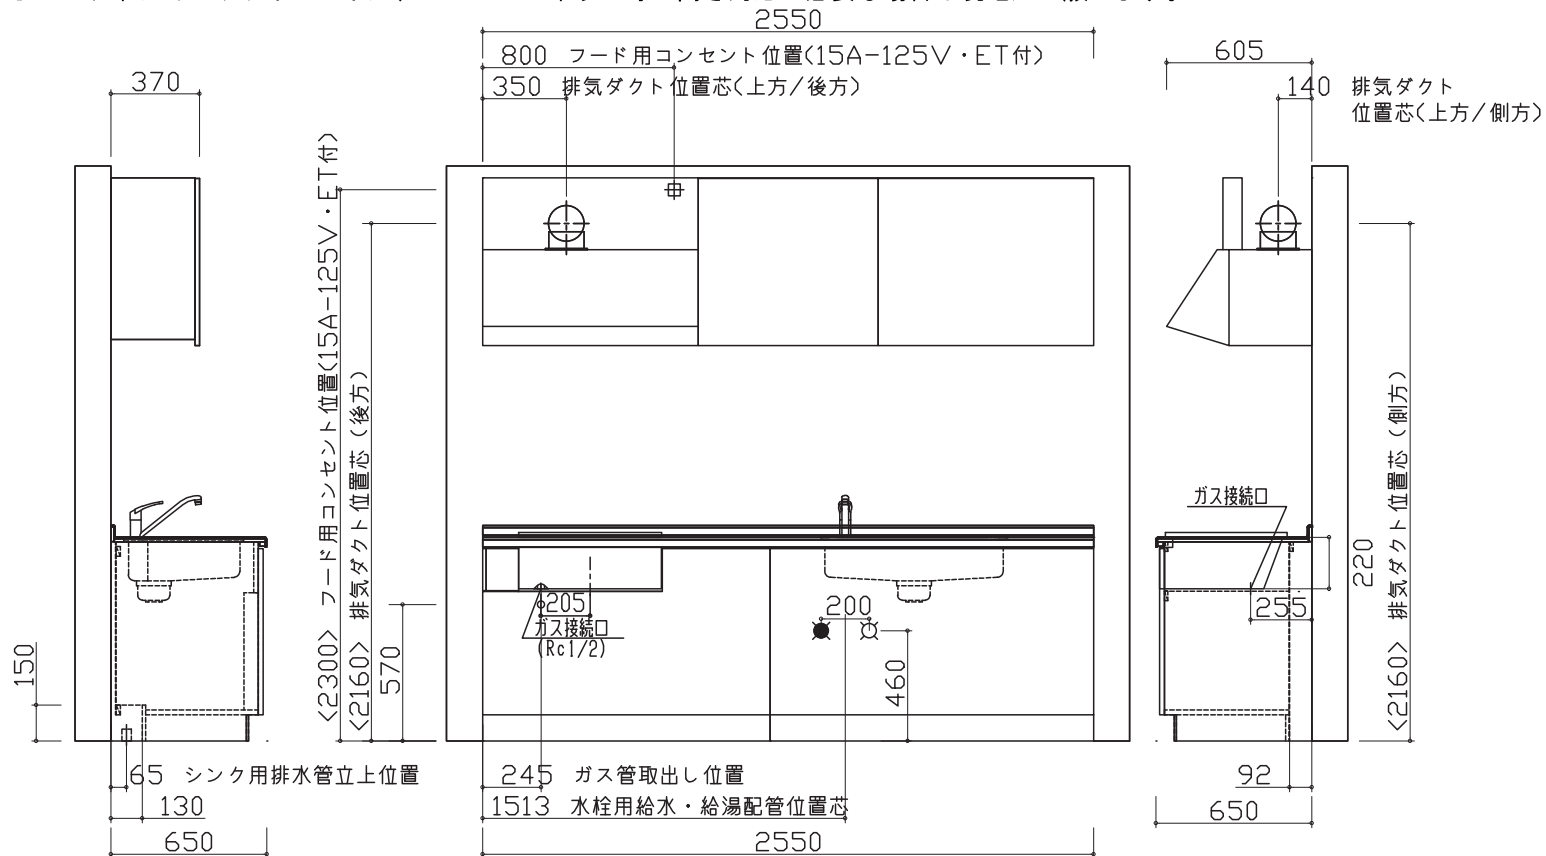 2550
800 フード用コンセント位置(15A-125V・ET付)
605
370
350 排気ダクト位置芯(上方/後方)
140 排気ダクト
位置芯(上方/側方)
<2300> フード用コンセント位置(15A-125V・ET付)
<2160> 排気ダクト位置芯(後方)
570
ガス接続口
220
255
<2160> 排気ダクト位置芯(側方)
205
ガス接続口
(Rc1/2)
200
460
150
65 シンク用排水管立上位置
245 ガス管取出し位置
92
130
1513 水栓用給水・給湯配管位置芯
650
650
2550